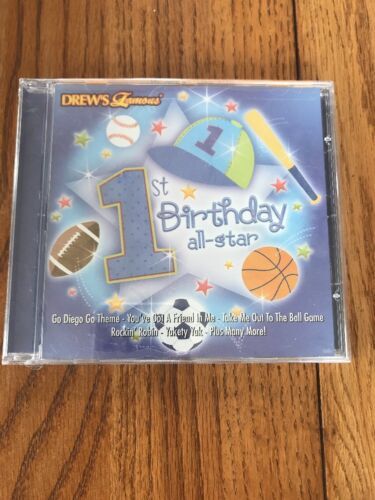 DREW'S Famous
1
1st Birthday
all-star
Go Diego Go Theme - You've Got A Friend In Me - Take Me Out To The Ball Game
Rockin' Robin - Yakety Yak - Plus Many More!